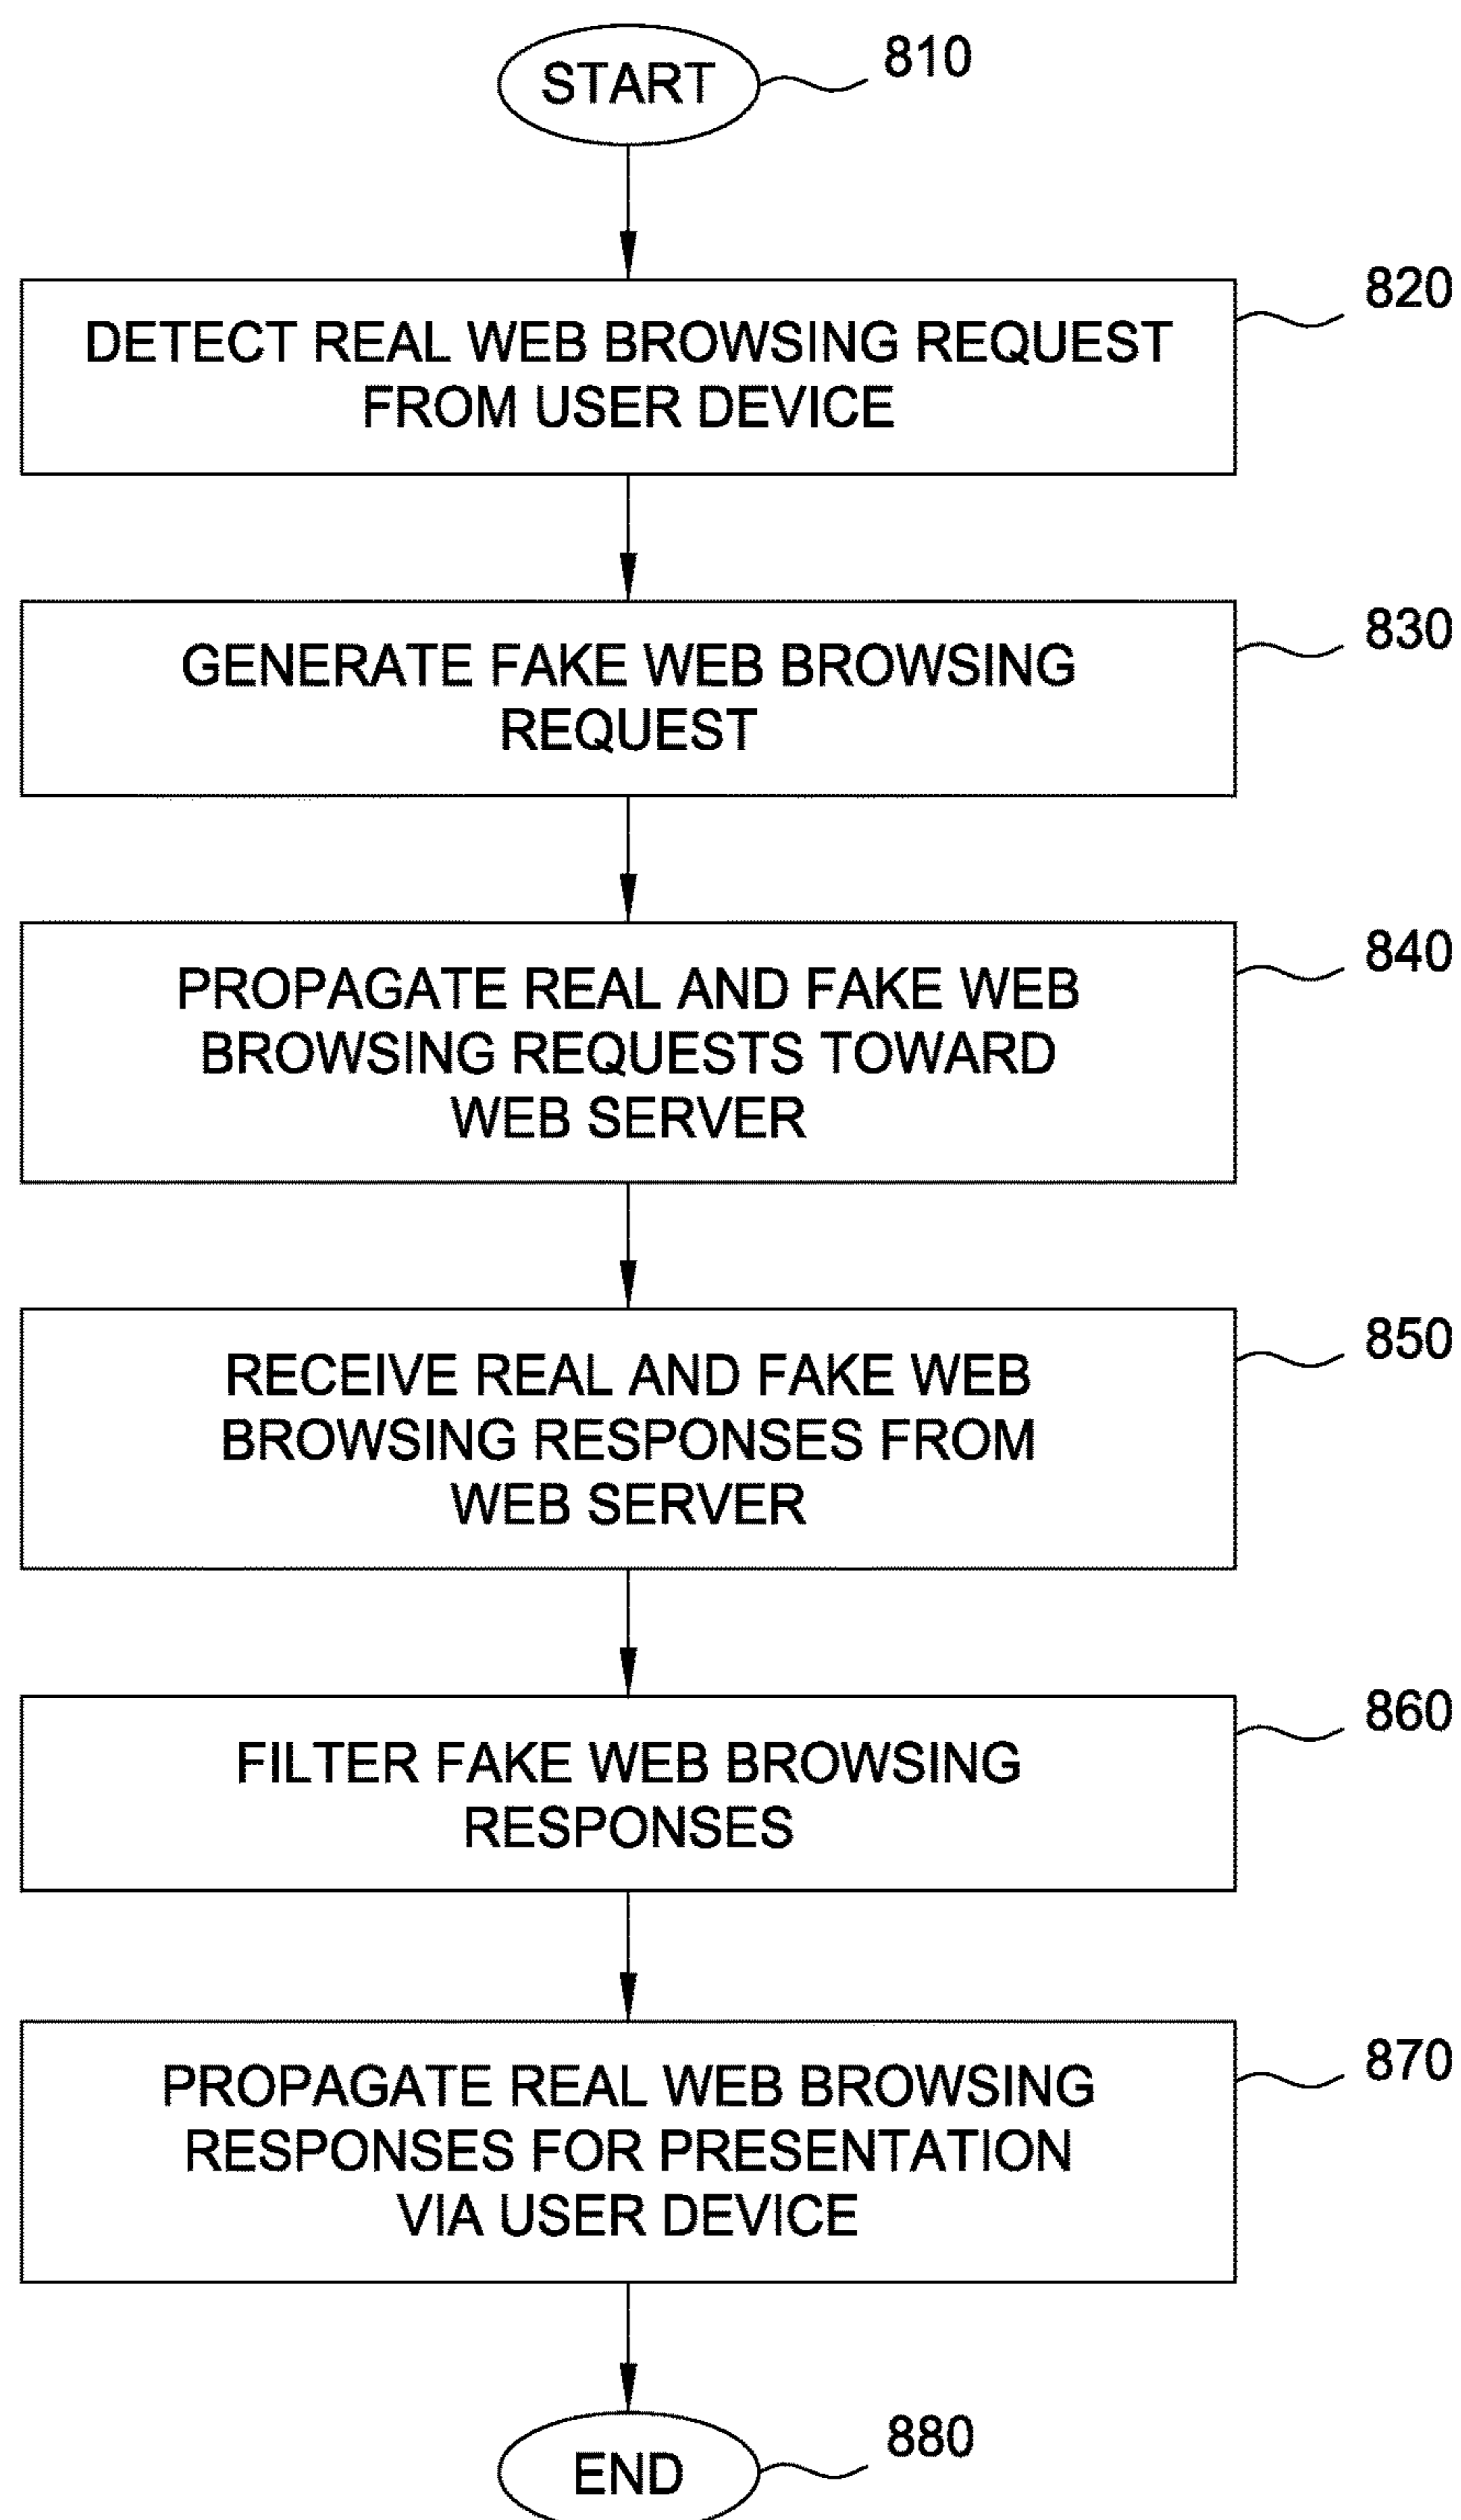 START
810
820
DETECT REAL WEB BROWSING REQUEST
FROM USER DEVICE
830
GENERATE FAKE WEB BROWSING
REQUEST
840
PROPAGATE REAL AND FAKE WEB
BROWSING REQUESTS TOWARD
WEB SERVER
850
RECEIVE REAL AND FAKE WEB
BROWSING RESPONSES FROM
WEB SERVER
860
FILTER FAKE WEB BROWSING
RESPONSES
870
PROPAGATE REAL WEB BROWSING
RESPONSES FOR PRESENTATION
VIA USER DEVICE
880
END